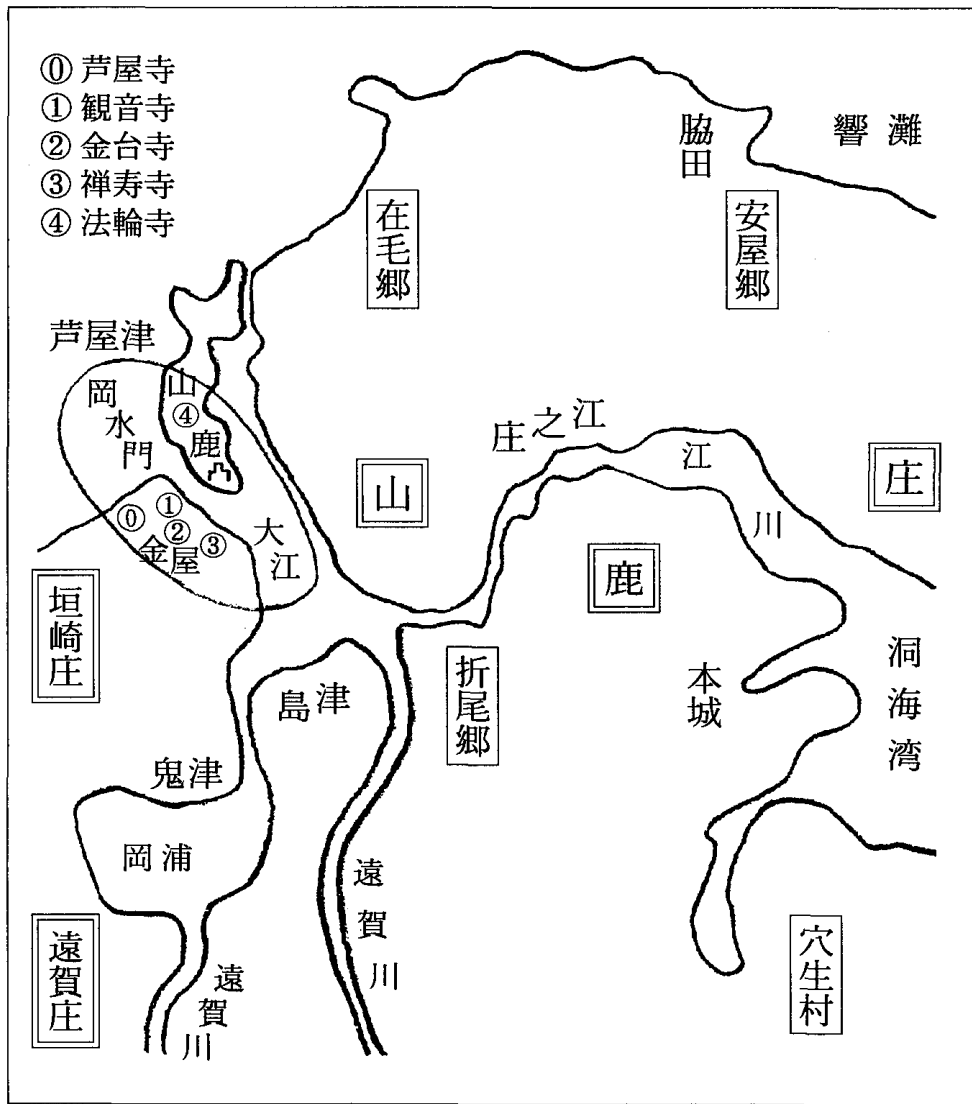 ⓪ 芦屋寺
① 観音寺
② 金台寺
③ 禅寿寺
④ 法輪寺
響灘
脇田
安屋郷
在毛郷
芦屋津
岡水門
山鹿
④
⓪
①
②
③
金屋
大江
庄之江
江川
山
鹿
庄
垣崎庄
折尾郷
本城
洞海湾
島津
鬼津
岡浦
遠賀庄
遠賀川
遠賀川
穴生村